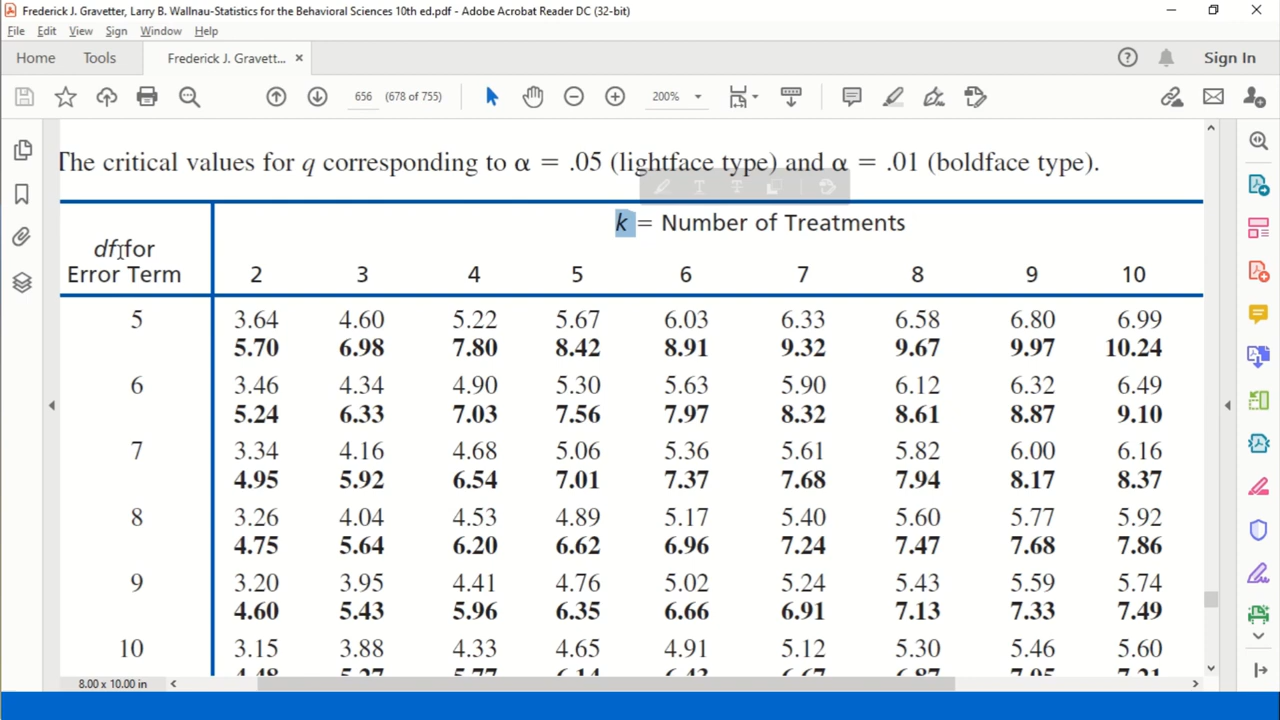 Frederick J. Gravetter, Larry B. Wallnau-Statistics for the Behavioral Sciences 10th ed.pdf - Adobe Acrobat Reader DC (32-bit)
File Edit View Sign Window Help
Home Tools Frederick J. Gravett... × Sign In
656 (678 of 755) 200%
The critical values for q corresponding to α = .05 (lightface type) and α = .01 (boldface type).
k = Number of Treatments
df for
Error Term 2 3 4 5 6 7 8 9 10
5 3.64 4.60 5.22 5.67 6.03 6.33 6.58 6.80 6.99
5.70 6.98 7.80 8.42 8.91 9.32 9.67 9.97 10.24
6 3.46 4.34 4.90 5.30 5.63 5.90 6.12 6.32 6.49
5.24 6.33 7.03 7.56 7.97 8.32 8.61 8.87 9.10
7 3.34 4.16 4.68 5.06 5.36 5.61 5.82 6.00 6.16
4.95 5.92 6.54 7.01 7.37 7.68 7.94 8.17 8.37
8 3.26 4.04 4.53 4.89 5.17 5.40 5.60 5.77 5.92
4.75 5.64 6.20 6.62 6.96 7.24 7.47 7.68 7.86
9 3.20 3.95 4.41 4.76 5.02 5.24 5.43 5.59 5.74
4.60 5.43 5.96 6.35 6.66 6.91 7.13 7.33 7.49
10 3.15 3.88 4.33 4.65 4.91 5.12 5.30 5.46 5.60
8.00 x 10.00 in